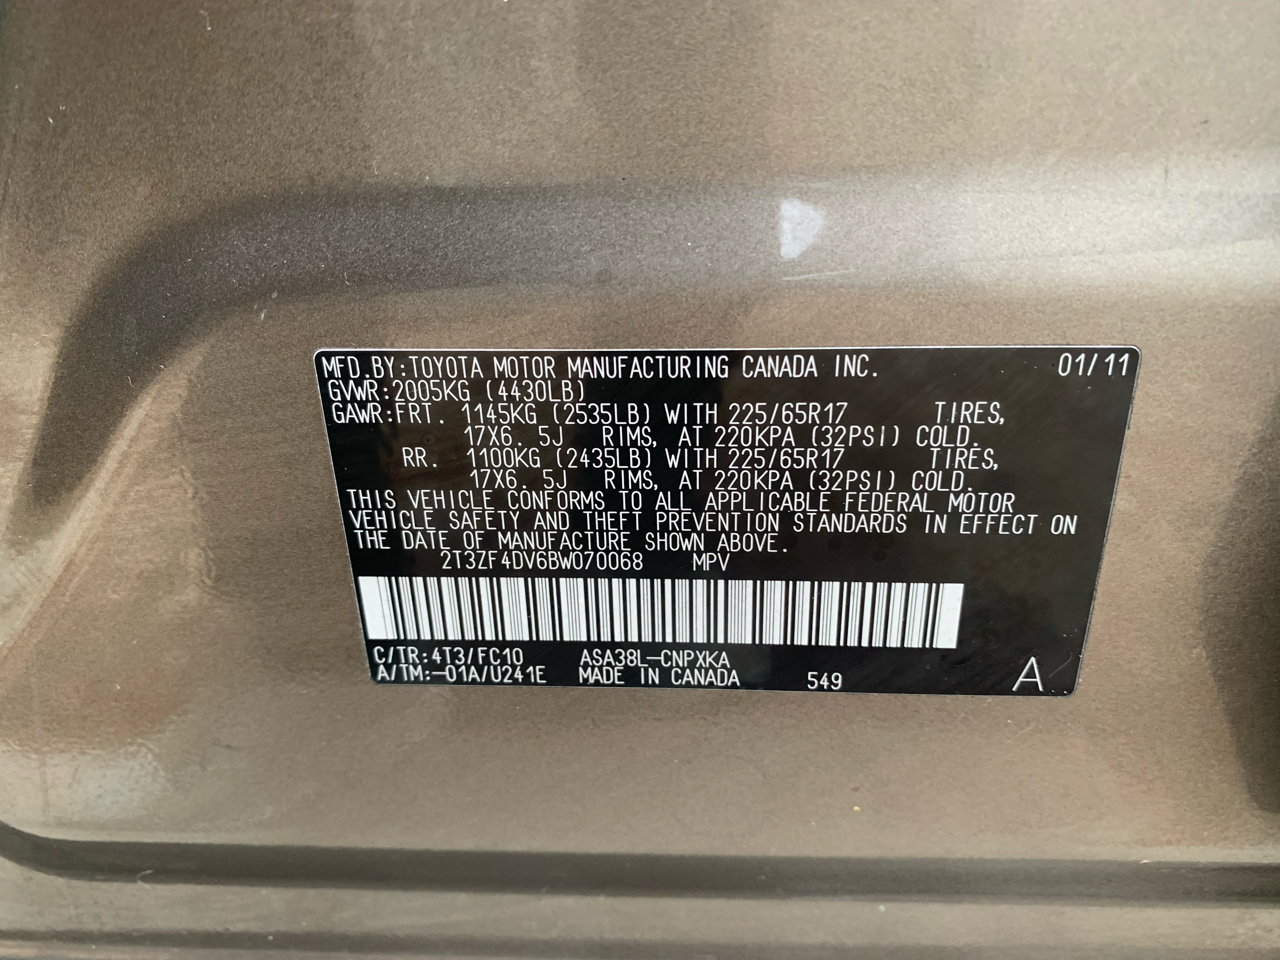 MFD.BY:TOYOTA MOTOR MANUFACTURING CANADA INC. 01/11
GVWR:2005KG (4430LB)
GAWR:FRT. 1145KG (2535LB) WITH 225/65R17 TIRES,
17X6. 5J RIMS, AT 220KPA (32PSI) COLD.
RR. 1100KG (2435LB) WITH 225/65R17 TIRES,
17X6. 5J RIMS, AT 220KPA (32PSI) COLD.
THIS VEHICLE CONFORMS TO ALL APPLICABLE FEDERAL MOTOR
VEHICLE SAFETY AND THEFT PREVENTION STANDARDS IN EFFECT ON
THE DATE OF MANUFACTURE SHOWN ABOVE.
2T3ZF4DV6BW070068 MPV
C/TR:4T3/FC10 ASA38L-CNPXKA
A/TM:-01A/U241E MADE IN CANADA 549 A